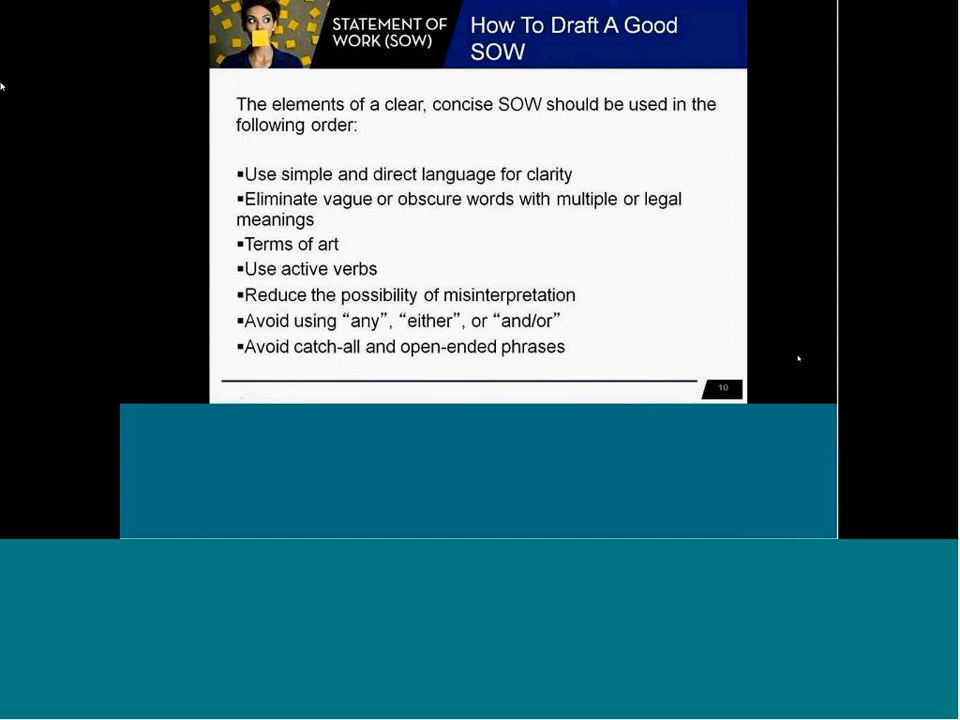 STATEMENT OF
WORK (SOW)
How To Draft A Good
SOW
The elements of a clear, concise SOW should be used in the
following order:
▪Use simple and direct language for clarity
▪Eliminate vague or obscure words with multiple or legal
meanings
▪Terms of art
▪Use active verbs
▪Reduce the possibility of misinterpretation
▪Avoid using “any”, “either”, or “and/or”
▪Avoid catch-all and open-ended phrases
10